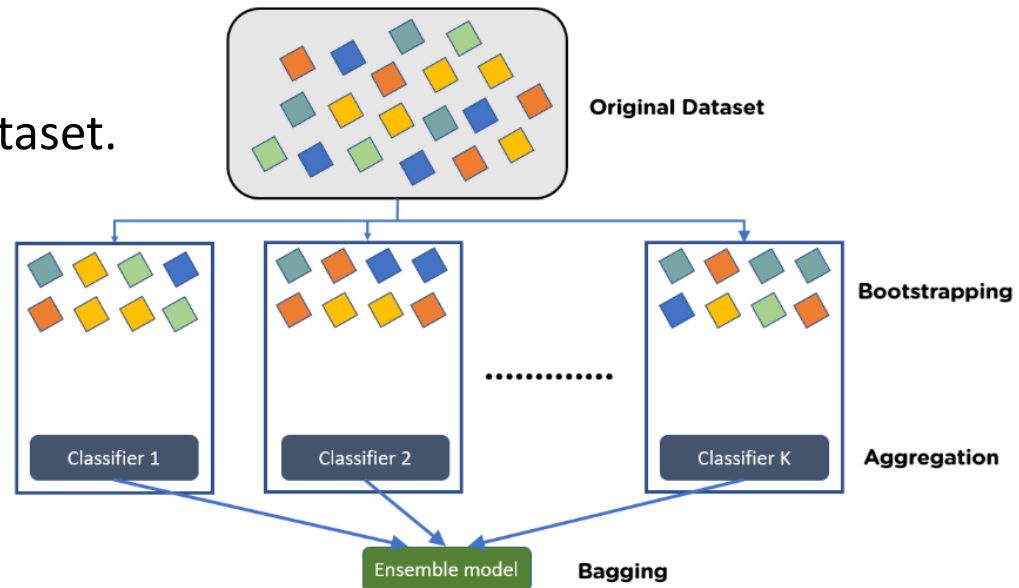 Original Dataset
taset.
Bootstrapping
.............
Classifier 1
Classifier 2
Classifier K
Aggregation
Ensemble model
Bagging